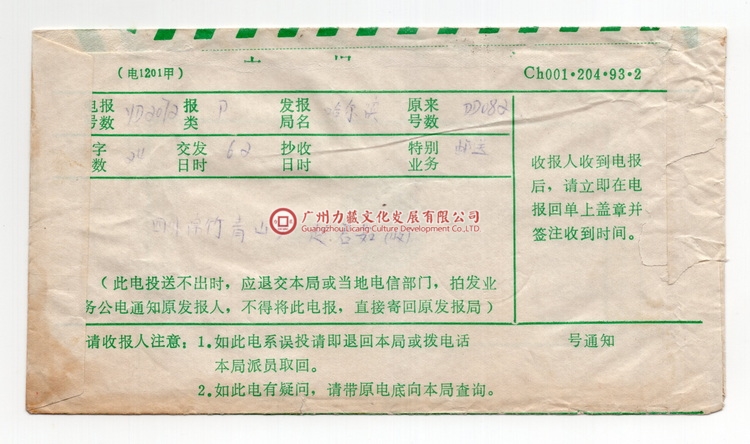 (电1201甲) Ch001·204·93·2
电报号数 报类 P 发报局名 哈尔滨 原来号数 DD082
字数 24 交发日时 62 抄收日时 特别业务
收报人收到电报
后，请立即在电
报回单上盖章并
签注收到时间。
广州力藏文化发展有限公司
Guangzhou Licang Culture Development Co.,LTD
(此电投送不出时，应退交本局或当地电信部门，拍发业
务公电通知原发报人，不得将此电报，直接寄回原发报局)
请收报人注意：1.如此电系误投请即退回本局或拨电话 号通知
本局派员取回。
2.如此电有疑问，请带原电底向本局查询。